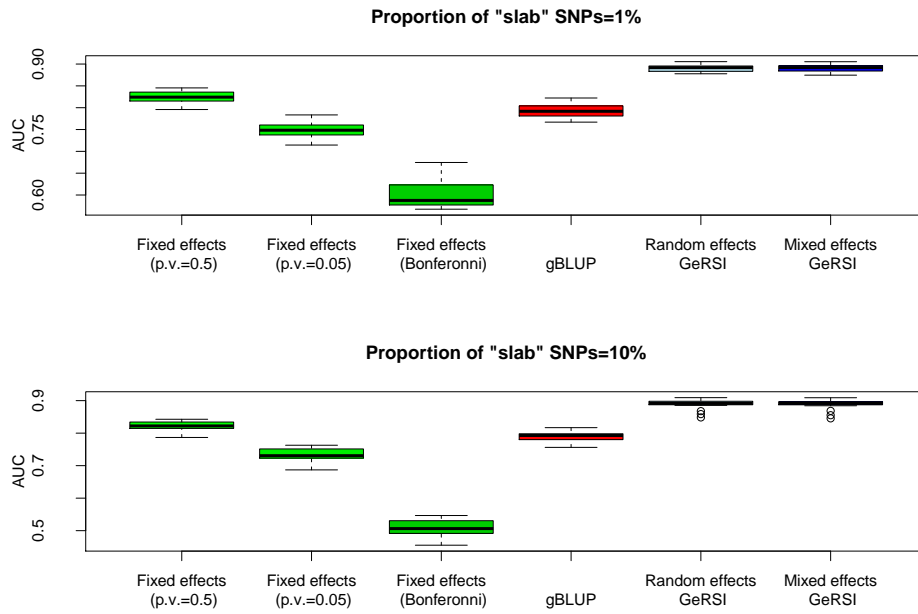 Proportion of "slab" SNPs=1%
AUC
0.90
0.75
0.60
Fixed effects (p.v.=0.5)
Fixed effects (p.v.=0.05)
Fixed effects (Bonferonni)
gBLUP
Random effects GeRSI
Mixed effects GeRSI
Proportion of "slab" SNPs=10%
AUC
0.9
0.7
0.5
Fixed effects (p.v.=0.5)
Fixed effects (p.v.=0.05)
Fixed effects (Bonferonni)
gBLUP
Random effects GeRSI
Mixed effects GeRSI